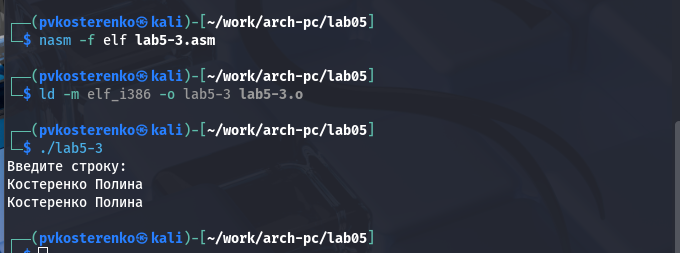 ┌──(pvkosterenko㉿kali)-[~/work/arch-pc/lab05]
└─$ nasm -f elf lab5-3.asm
┌──(pvkosterenko㉿kali)-[~/work/arch-pc/lab05]
└─$ ld -m elf_i386 -o lab5-3 lab5-3.o
┌──(pvkosterenko㉿kali)-[~/work/arch-pc/lab05]
└─$ ./lab5-3
Введите строку:
Костеренко Полина
Костеренко Полина
┌──(pvkosterenko㉿kali)-[~/work/arch-pc/lab05]
└─$